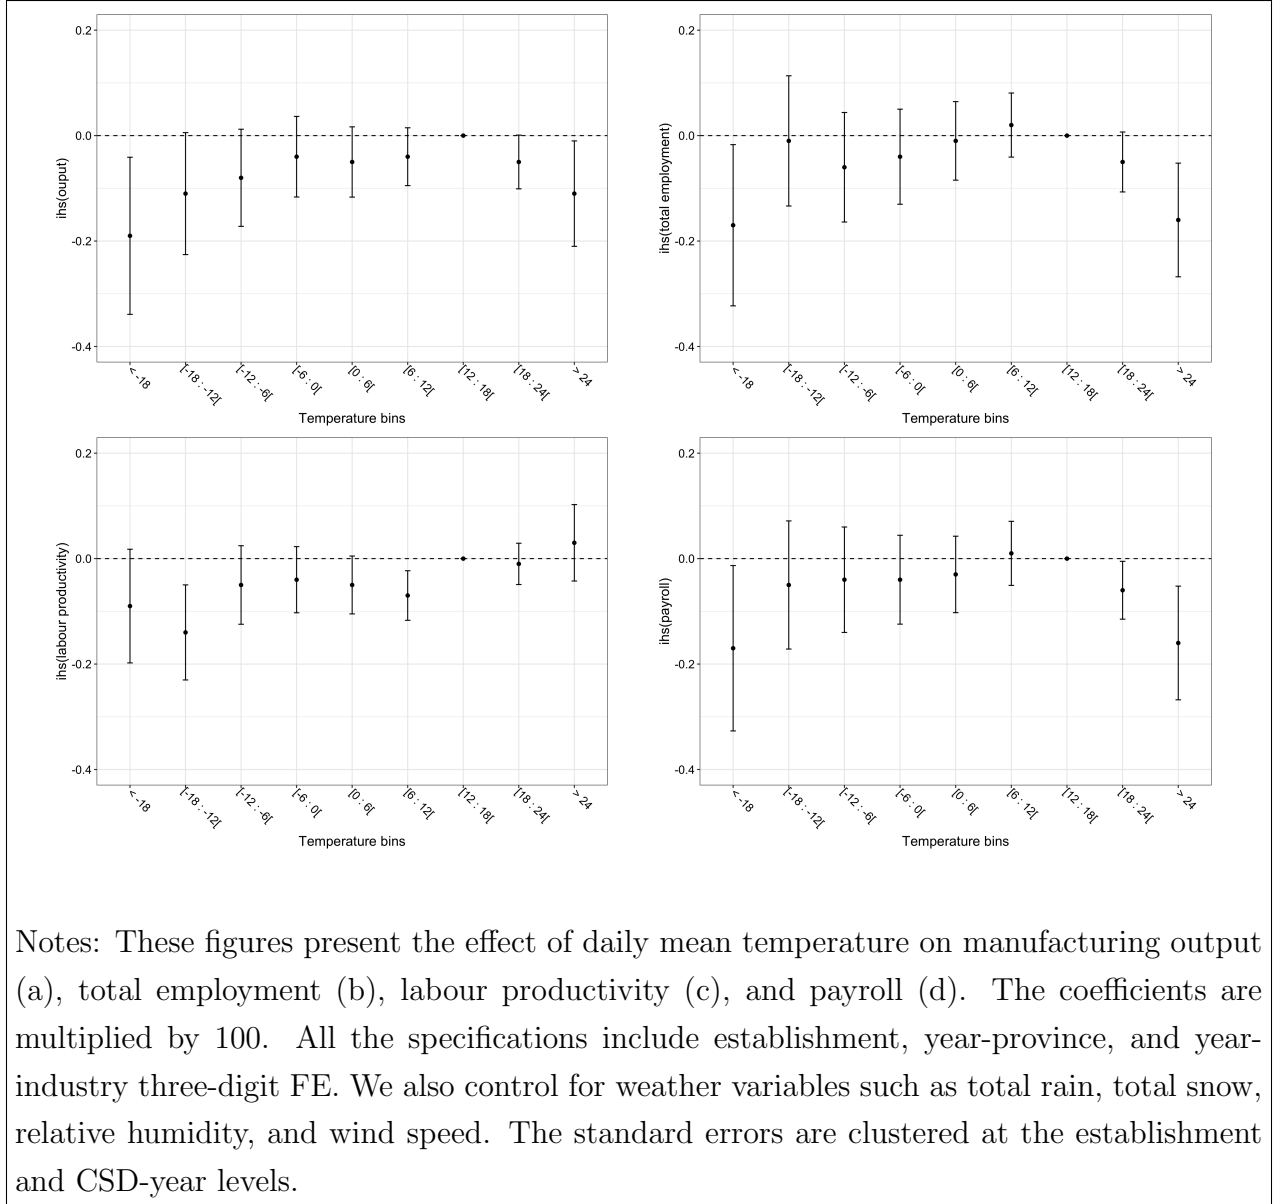 0.2
0.0
-0.2
-0.4
ihs(ouput)
< -18
[-18 : -12[
[-12 : -6[
[-6 : 0[
[0 : 6[
[6 : 12[
[12 : 18[
[18 : 24[
> 24
Temperature bins
0.2
0.0
-0.2
-0.4
ihs(total employment)
< -18
[-18 : -12[
[-12 : -6[
[-6 : 0[
[0 : 6[
[6 : 12[
[12 : 18[
[18 : 24[
> 24
Temperature bins
0.2
0.0
-0.2
-0.4
ihs(labour productivity)
< -18
[-18 : -12[
[-12 : -6[
[-6 : 0[
[0 : 6[
[6 : 12[
[12 : 18[
[18 : 24[
> 24
Temperature bins
0.2
0.0
-0.2
-0.4
ihs(payroll)
< -18
[-18 : -12[
[-12 : -6[
[-6 : 0[
[0 : 6[
[6 : 12[
[12 : 18[
[18 : 24[
> 24
Temperature bins
Notes: These figures present the effect of daily mean temperature on manufacturing output
(a), total employment (b), labour productivity (c), and payroll (d). The coefficients are
multiplied by 100. All the specifications include establishment, year-province, and year-
industry three-digit FE. We also control for weather variables such as total rain, total snow,
relative humidity, and wind speed. The standard errors are clustered at the establishment
and CSD-year levels.